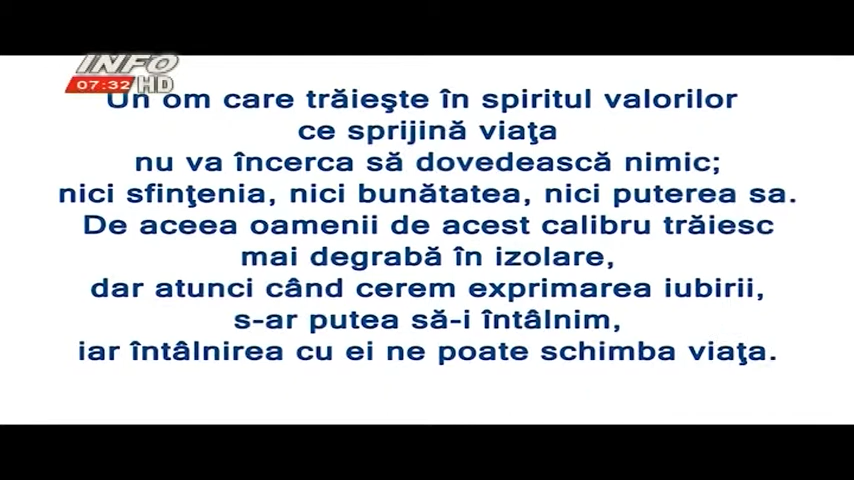 INFO
07:32 HD
Un om care trăieşte în spiritul valorilor
ce sprijină viaţa
nu va încerca să dovedească nimic;
nici sfinţenia, nici bunătatea, nici puterea sa.
De aceea oamenii de acest calibru trăiesc
mai degrabă în izolare,
dar atunci când cerem exprimarea iubirii,
s-ar putea să-i întâlnim,
iar întâlnirea cu ei ne poate schimba viaţa.